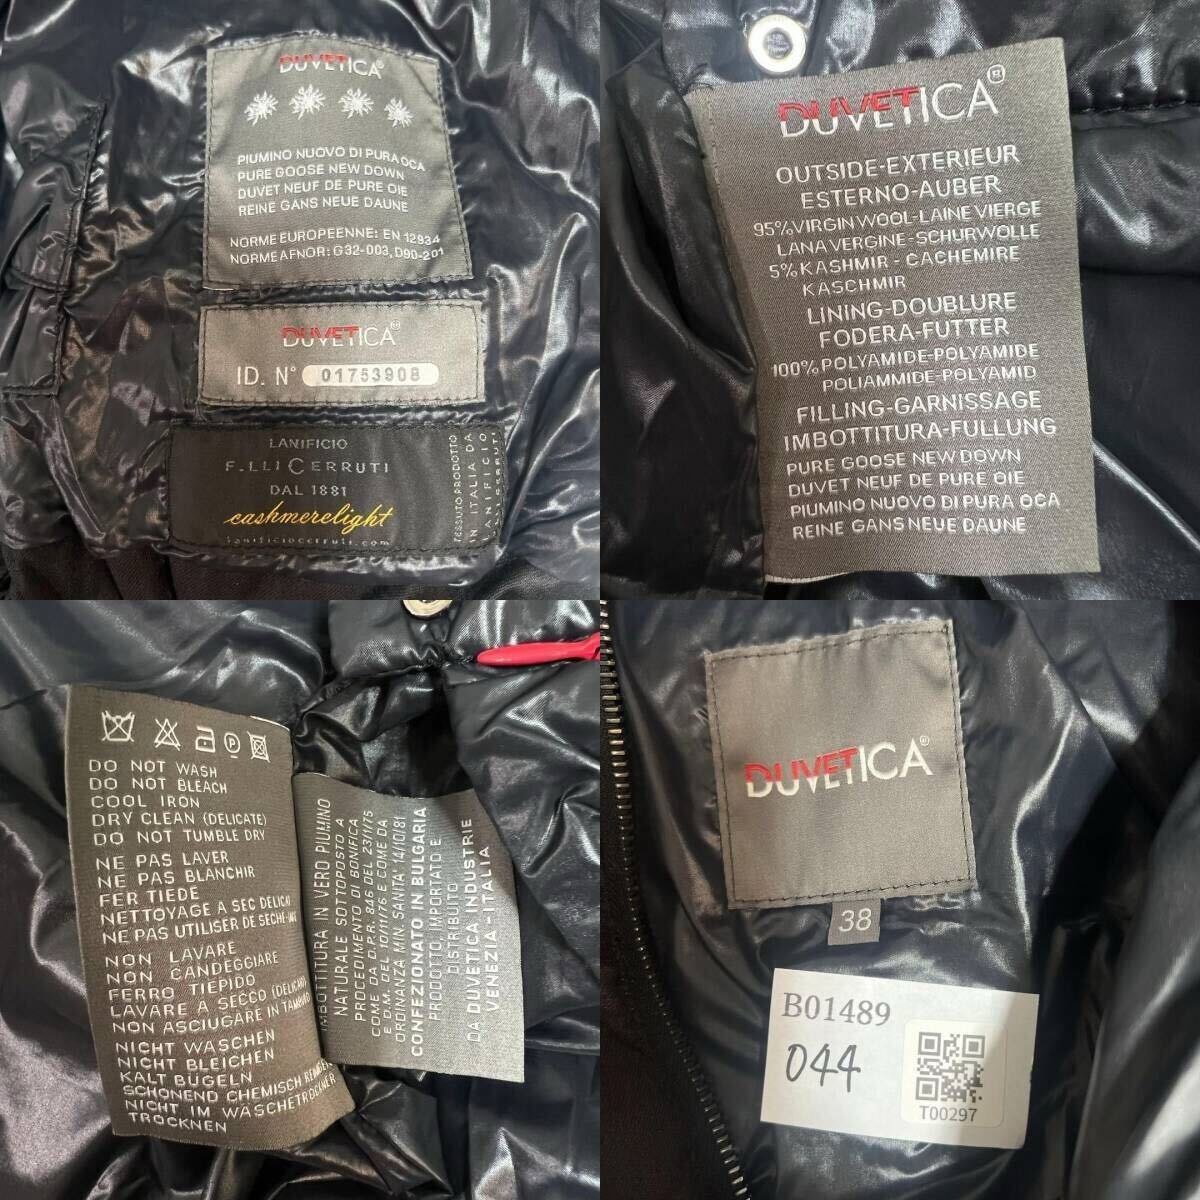 DUVETICA®
PIUMINO NUOVO DI PURA OCA
PURE GOOSE NEW DOWN
DUVET NEUF DE PURE OIE
REINE GANS NEUE DAUNE
NORME EUROPEENNE: EN 12934
NORME AFNOR: G32-003, D90-201
DUVETICA®
ID. N° 01753908
LANIFICIO
F.LLI CERRUTI
DAL 1881
cashmerelight
lanificiocerruti.com
TESSUTO PRODOTTO
IN ITALIA DA
LANIFICIO
DUVETICA®
OUTSIDE-EXTERIEUR
ESTERNO-AUBER
95% VIRGIN WOOL-LAINE VIERGE
LANA VERGINE-SCHURWOLLE
5% KASHMIR - CACHEMIRE
KASCHMIR
LINING-DOUBLURE
FODERA-FUTTER
100% POLYAMIDE-POLYAMIDE
POLIAMMIDE-POLYAMID
FILLING-GARNISSAGE
IMBOTTITURA-FULLUNG
PURE GOOSE NEW DOWN
DUVET NEUF DE PURE OIE
PIUMINO NUOVO DI PURA OCA
REINE GANS NEUE DAUNE
DO NOT WASH
DO NOT BLEACH
COOL IRON
DRY CLEAN (DELICATE)
DO NOT TUMBLE DRY
NE PAS LAVER
NE PAS BLANCHIR
FER TIEDE
NETTOYAGE A SEC DELICAT
NE PAS UTILISER DE SECHE-
NON LAVARE
NON CANDEGGIARE
FERRO TIEPIDO
LAVARE A SECCO (DELICATO)
NON ASCIUGARE IN TAMBURO
NICHT WASCHEN
NICHT BLEICHEN
KALT BUGELN
SCHONEND CHEMISCH
NICHT IM WASCHETROCKNER
TROCKNEN
IMBOTTITURA IN VERO PIUMINO
NATURALE SOTTOPOSTO A
PROCEDIMENTO DI BONIFICA
COME DA D.P.R. 846 DEL 23/11/75
E D.M. DEL 10/11/76 E COME DA
ORDINANZA MIN. SANITA' 14/10/81
CONFEZIONATO IN BULGARIA
PRODOTTO, IMPORTATO E
DISTRIBUITO
DA DUVETICA INDUSTRIE
VENEZIA-ITALIA
DUVETICA®
38
B01489
044
T00297